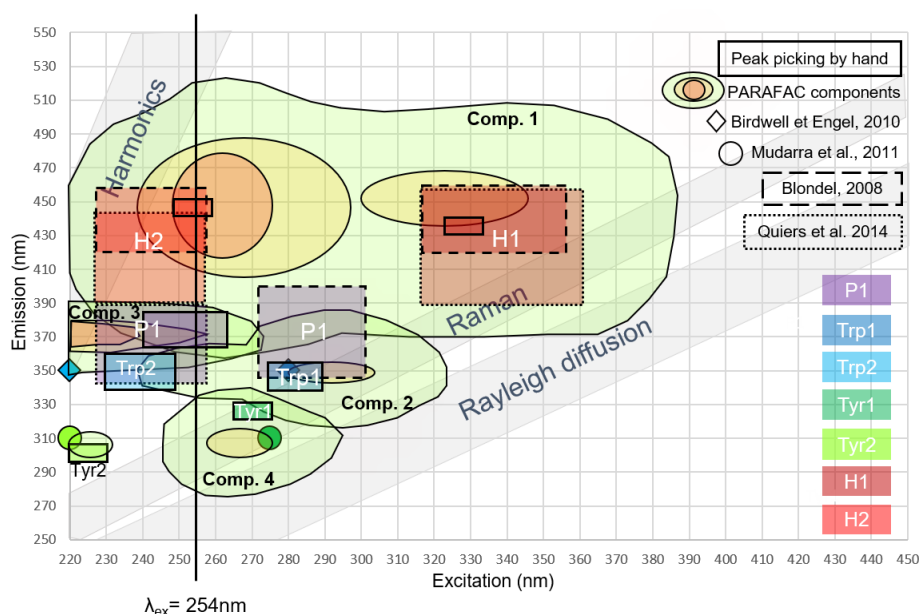 550
530
510
490
470
450
430
410
390
370
350
330
310
290
270
250
Emission (nm)
220 230 240 250 260 270 280 290 300 310 320 330 340 350 360 370 380 390 400 410 420 430 440 450
Excitation (nm)
λex= 254nm
Harmonics
Raman
Rayleigh diffusion
Comp. 1
H2
H1
Comp. 3
P1
P1
Trp2
Trp1
Comp. 2
Tyr1
Tyr2
Comp. 4
Peak picking by hand
PARAFAC components
Birdwell et Engel, 2010
Mudarra et al., 2011
Blondel, 2008
Quiers et al. 2014
P1
Trp1
Trp2
Tyr1
Tyr2
H1
H2